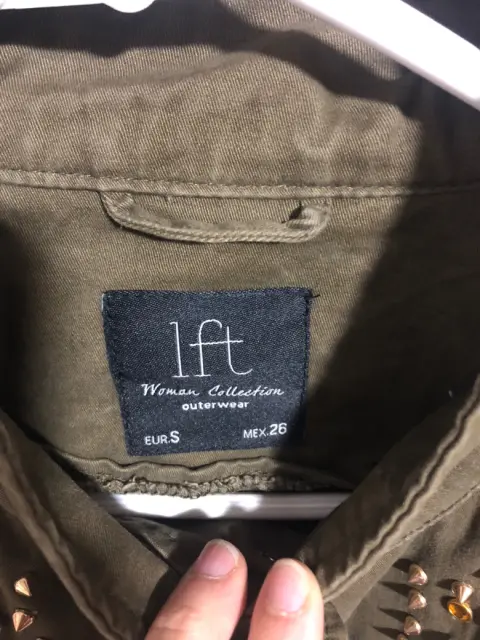 lft
Woman Collection
outerwear
EUR.S MEX.26